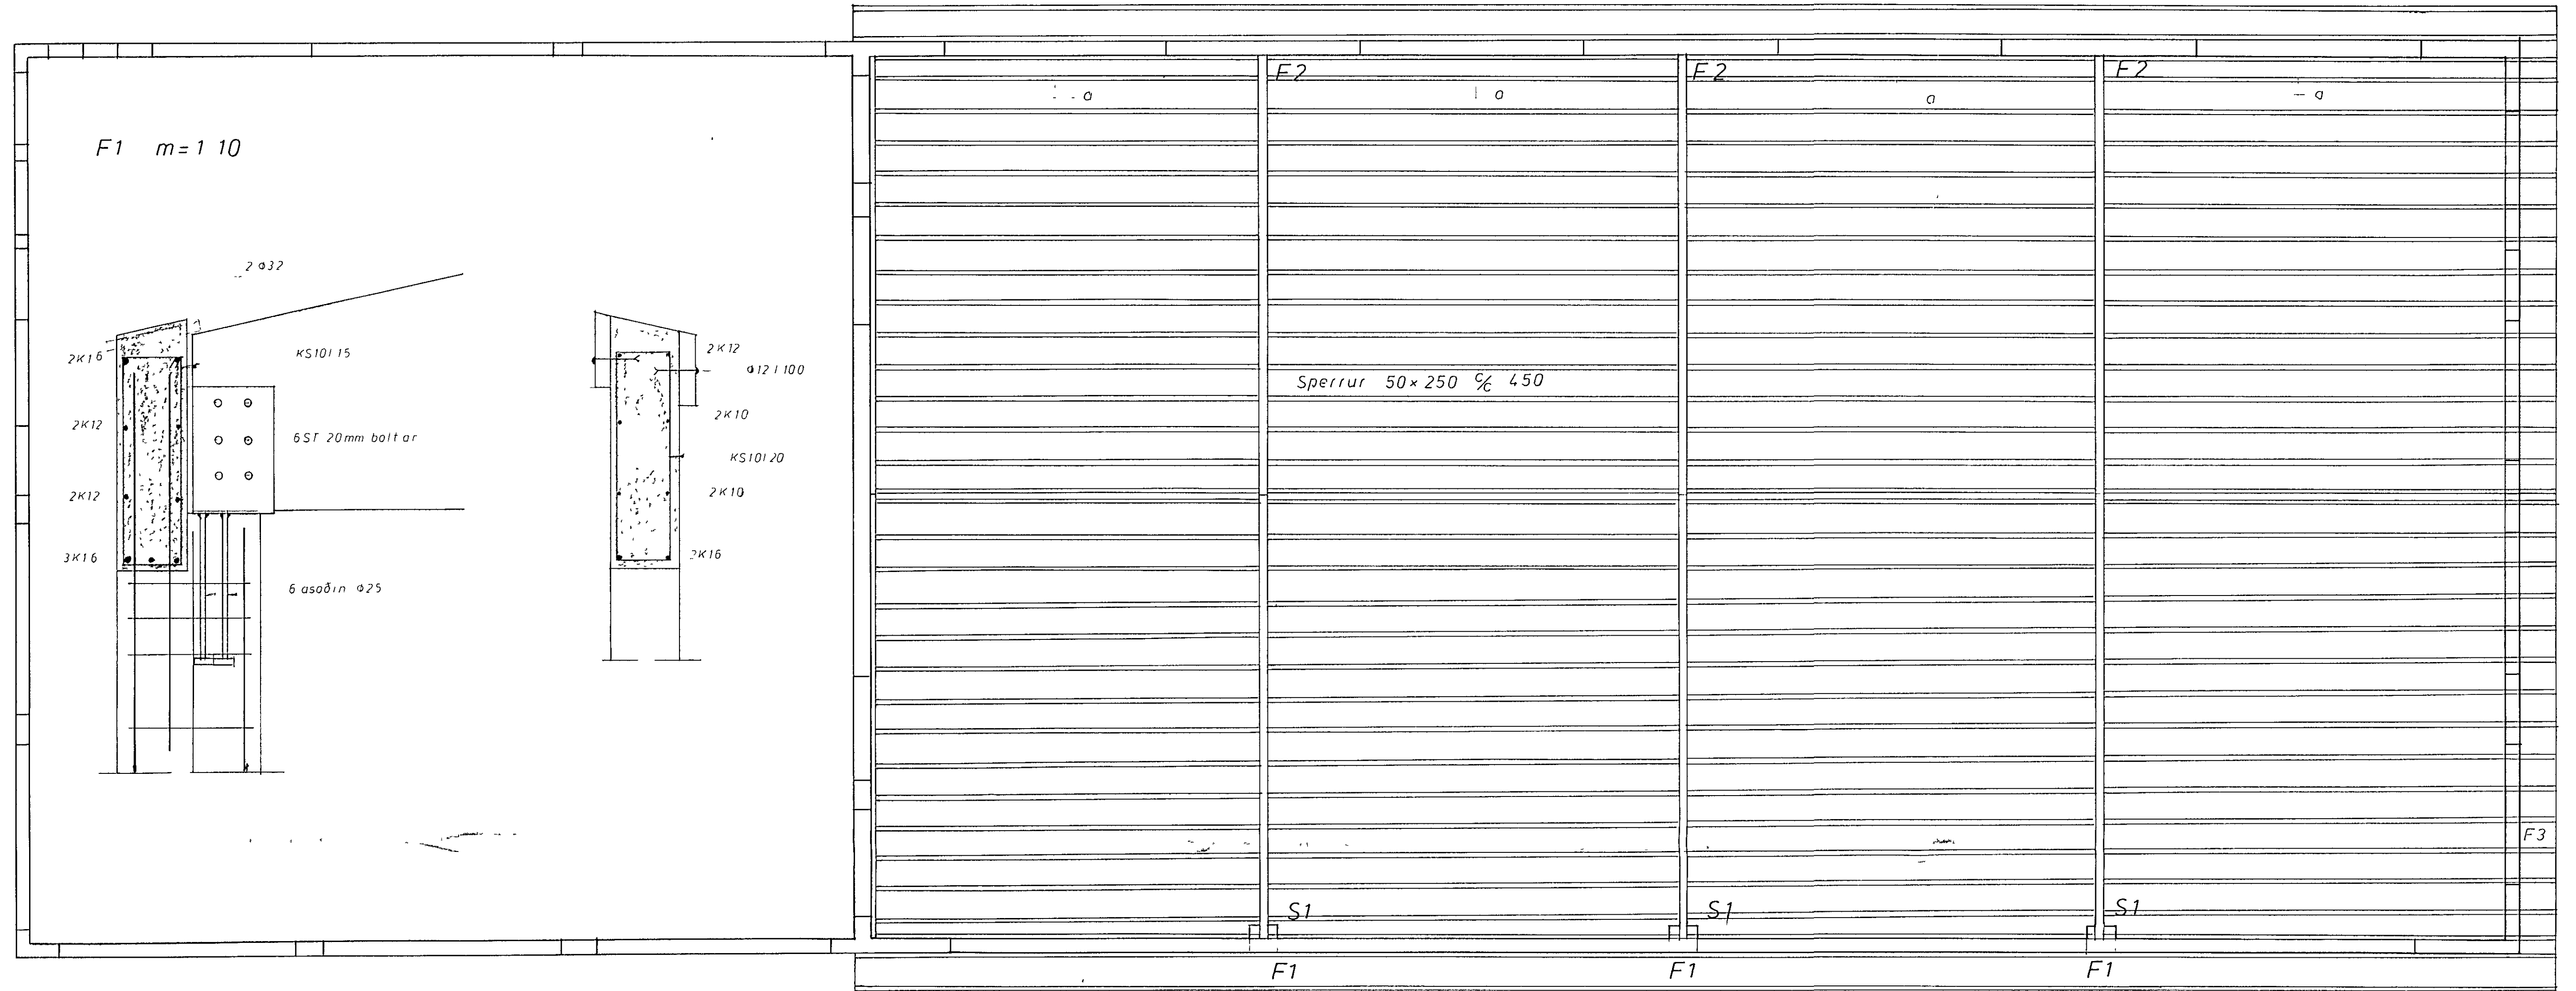 F2
F2
F2
a
a
a
a
F1 m=1 10
2 Φ32
2K16
KS10/15
2K12
Φ12/100
Sperrur 50×250 c/c 450
2K12
6ST 20mm boltar
2K10
KS10/20
2K12
2K10
3K16
2K16
6 asoðin Φ25
F3
S1
S1
S1
F1
F1
F1